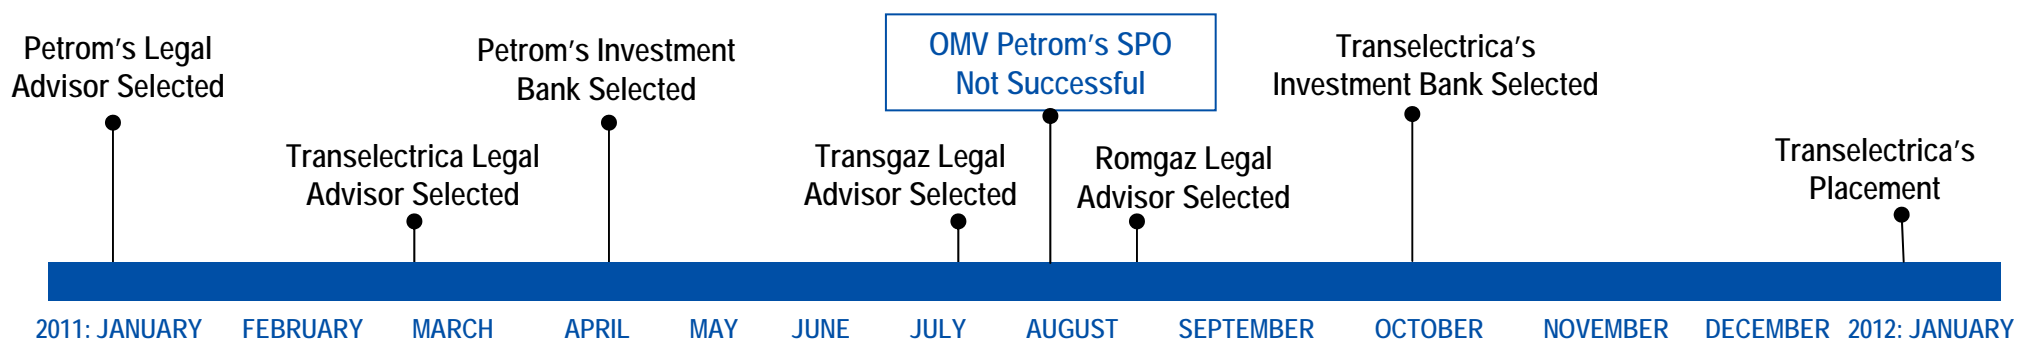 Petrom's Legal
Advisor Selected
Transelectrica Legal
Advisor Selected
Petrom's Investment
Bank Selected
Transgaz Legal
Advisor Selected
OMV Petrom's SPO
Not Successful
Romgaz Legal
Advisor Selected
Transelectrica's
Investment Bank Selected
Transelectrica's
Placement
2011: JANUARY FEBRUARY MARCH APRIL MAY JUNE JULY AUGUST SEPTEMBER OCTOBER NOVEMBER DECEMBER 2012: JANUARY